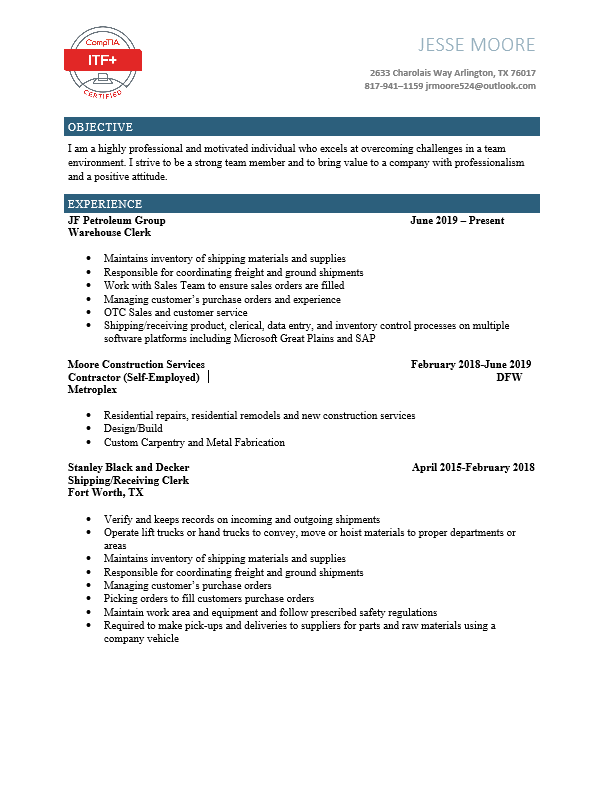 CompTIA
ITF+
CERTIFIED
JESSE MOORE
2633 Charolais Way Arlington, TX 76017
817-941–1159 jrmoore524@outlook.com
OBJECTIVE
I am a highly professional and motivated individual who excels at overcoming challenges in a team
environment. I strive to be a strong team member and to bring value to a company with professionalism
and a positive attitude.
EXPERIENCE
JF Petroleum Group June 2019 – Present
Warehouse Clerk
• Maintains inventory of shipping materials and supplies
• Responsible for coordinating freight and ground shipments
• Work with Sales Team to ensure sales orders are filled
• Managing customer’s purchase orders and experience
• OTC Sales and customer service
• Shipping/receiving product, clerical, data entry, and inventory control processes on multiple
software platforms including Microsoft Great Plains and SAP
Moore Construction Services February 2018-June 2019
Contractor (Self-Employed) DFW
Metroplex
• Residential repairs, residential remodels and new construction services
• Design/Build
• Custom Carpentry and Metal Fabrication
Stanley Black and Decker April 2015-February 2018
Shipping/Receiving Clerk
Fort Worth, TX
• Verify and keeps records on incoming and outgoing shipments
• Operate lift trucks or hand trucks to convey, move or hoist materials to proper departments or
areas
• Maintains inventory of shipping materials and supplies
• Responsible for coordinating freight and ground shipments
• Managing customer’s purchase orders
• Picking orders to fill customers purchase orders
• Maintain work area and equipment and follow prescribed safety regulations
• Required to make pick-ups and deliveries to suppliers for parts and raw materials using a
company vehicle